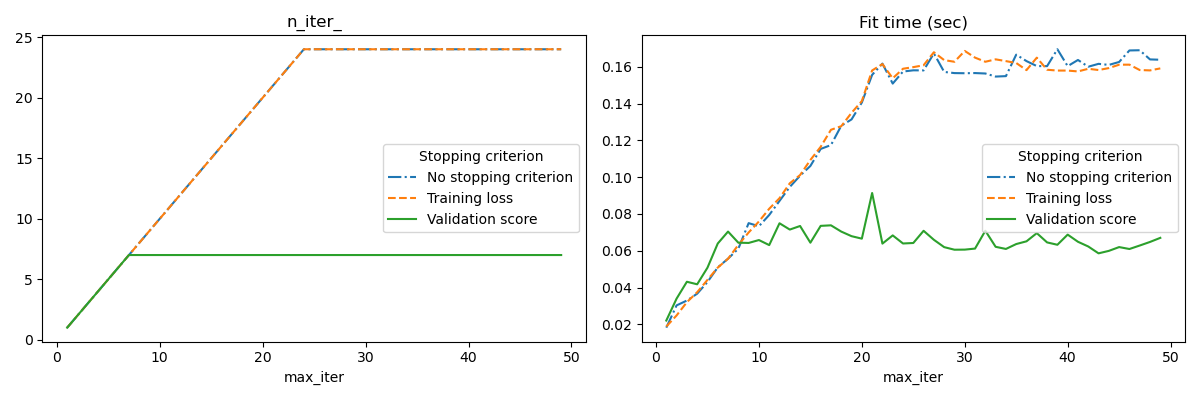 n_iter_
25
20
15
10
5
0
0 10 20 30 40 50
max_iter
Stopping criterion
No stopping criterion
Training loss
Validation score
Fit time (sec)
0.16
0.14
0.12
0.10
0.08
0.06
0.04
0.02
0 10 20 30 40 50
max_iter
Stopping criterion
No stopping criterion
Training loss
Validation score